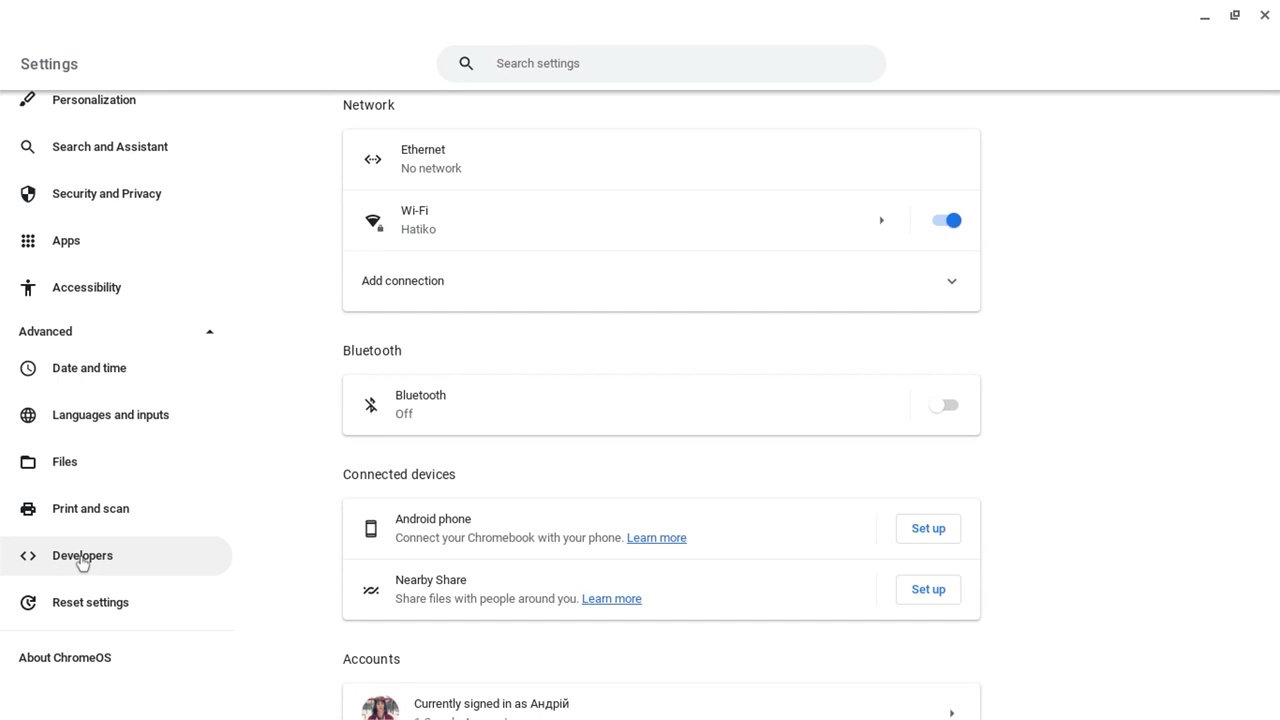 Settings
Search settings
Personalization
Search and Assistant
Security and Privacy
Apps
Accessibility
Advanced
Date and time
Languages and inputs
Files
Print and scan
Developers
Reset settings
About ChromeOS
Network
Ethernet
No network
Wi-Fi
Hatiko
Add connection
Bluetooth
Bluetooth
Off
Connected devices
Android phone
Connect your Chromebook with your phone. Learn more
Set up
Nearby Share
Share files with people around you. Learn more
Set up
Accounts
Currently signed in as Андрій